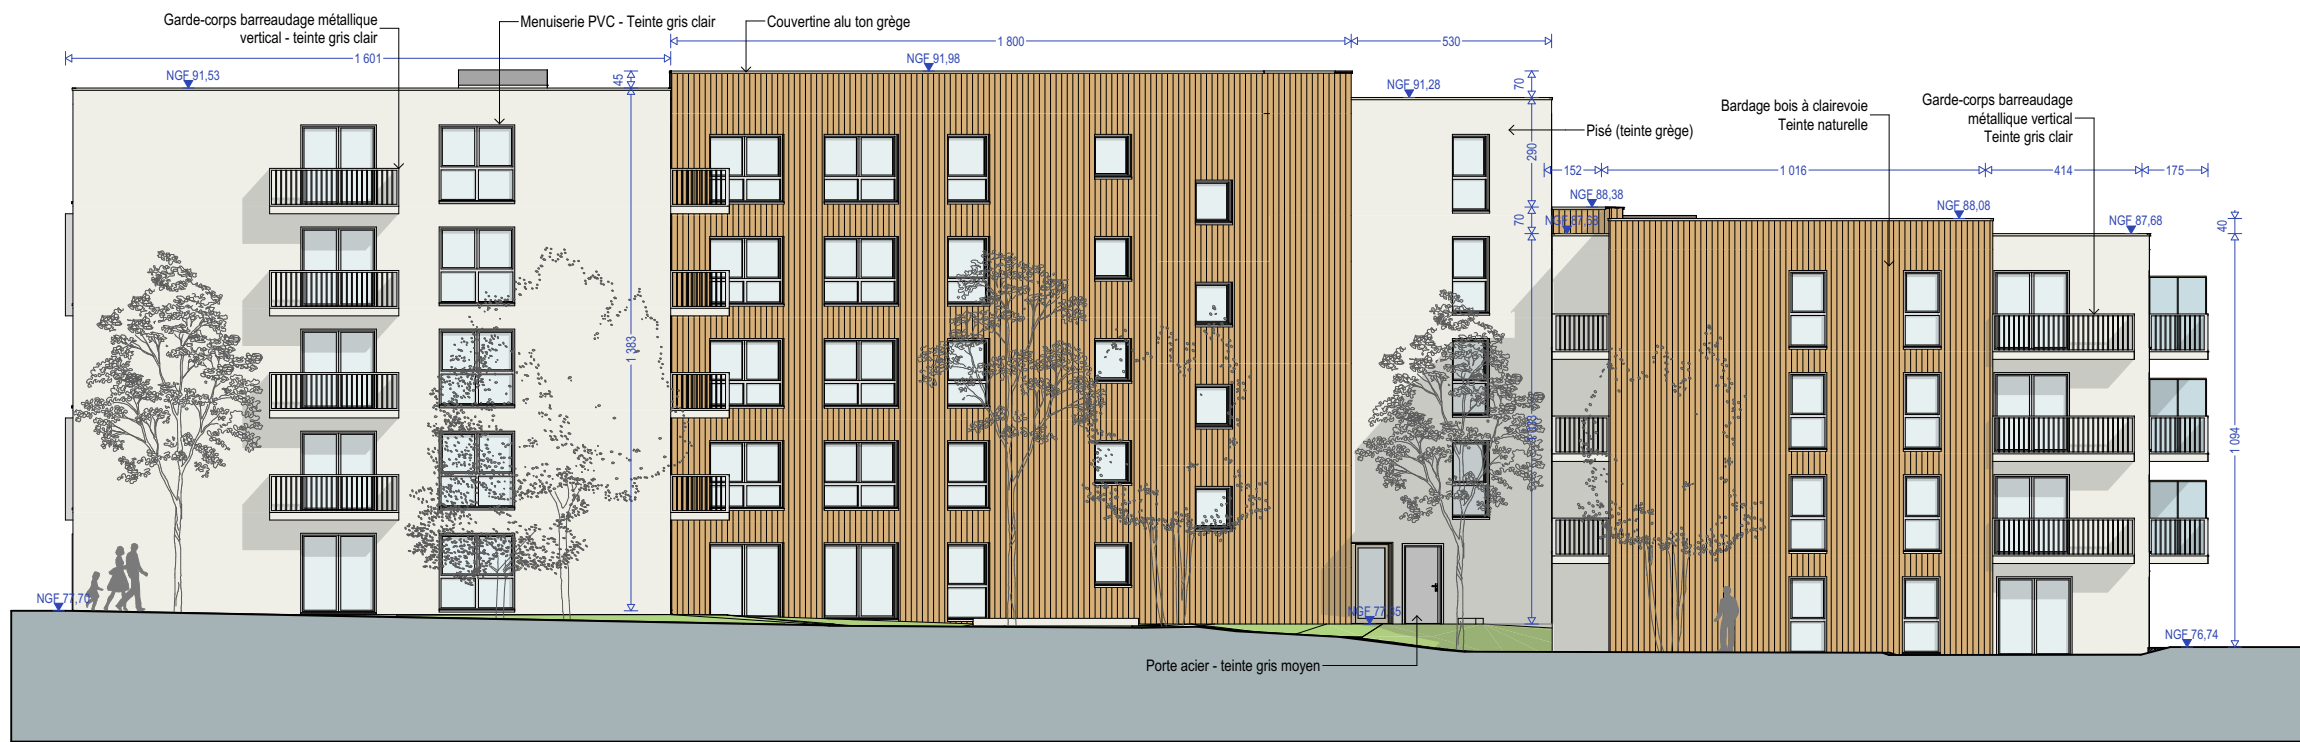 Garde-corps barreaudage métallique
vertical - teinte gris clair
Menuiserie PVC - Teinte gris clair
Couvertine alu ton grège
1 601
1 800
530
NGF 91,53
NGF 91,98
NGF 91,28
45
70
290
70
1 383
Pisé (teinte grège)
Bardage bois à clairevoie
Teinte naturelle
Garde-corps barreaudage
métallique vertical
Teinte gris clair
152
1 016
414
175
NGF 88,38
NGF 88,08
NGF 87,68
40
1 094
NGF 77,70
NGF 76,74
Porte acier - teinte gris moyen